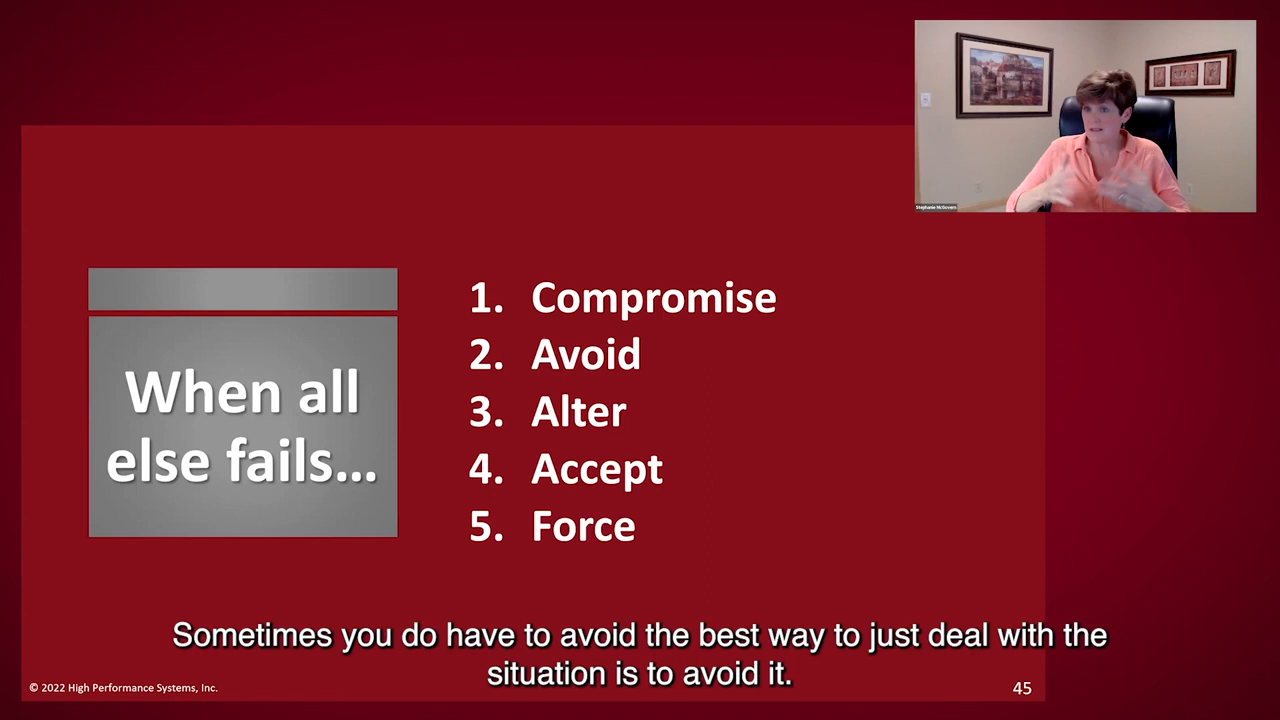 Stephanie McGovern
When all
else fails...
1. Compromise
2. Avoid
3. Alter
4. Accept
5. Force
Sometimes you do have to avoid the best way to just deal with the
situation is to avoid it.
© 2022 High Performance Systems, Inc.
45